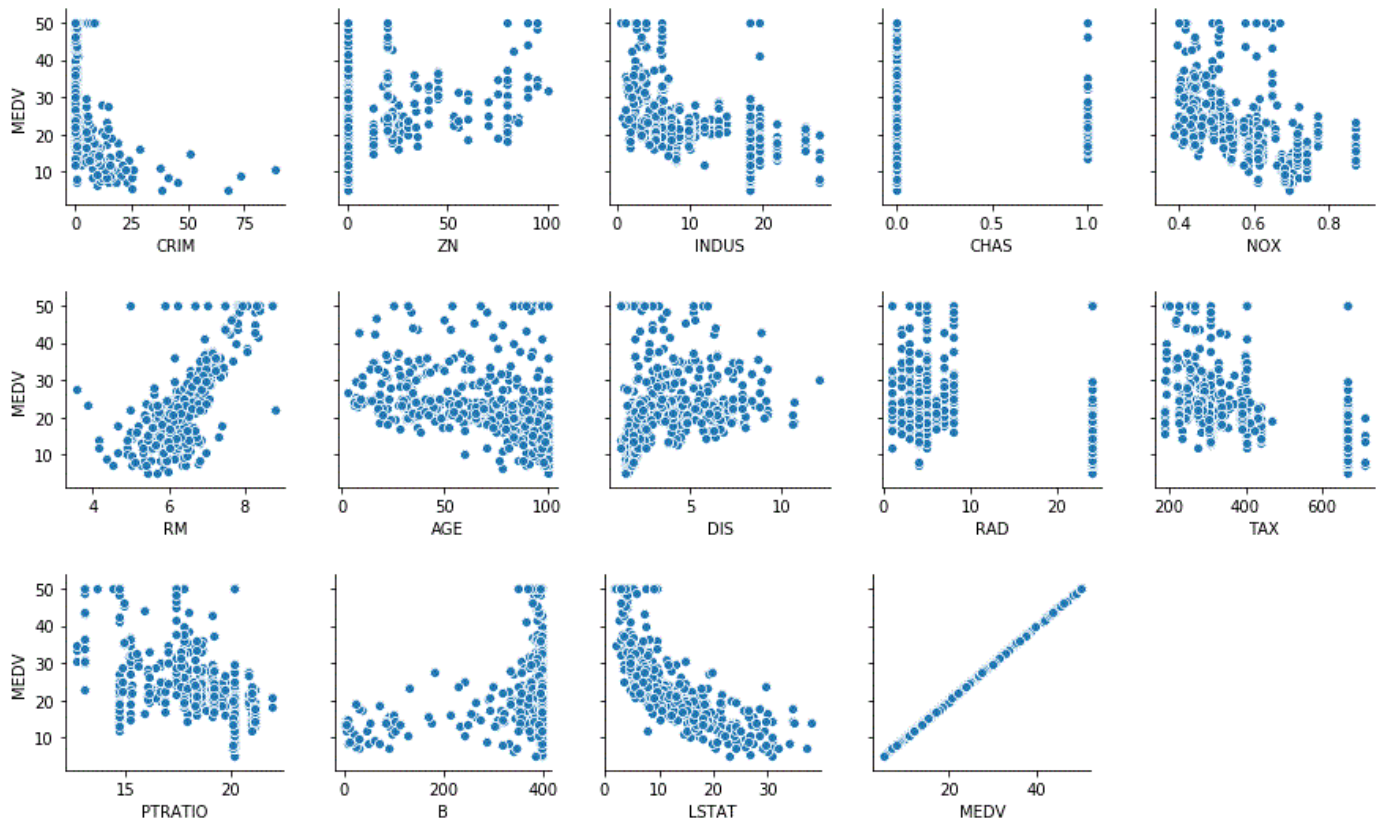 MEDV
50
40
30
20
10
0 25 50 75
CRIM
0 50 100
ZN
0 10 20
INDUS
0.0 0.5 1.0
CHAS
0.4 0.6 0.8
NOX
MEDV
50
40
30
20
10
4 6 8
RM
0 50 100
AGE
5 10
DIS
0 20
RAD
200 400 600
TAX
MEDV
50
40
30
20
10
15 20
PTRATIO
0 200 400
B
0 10 20 30
LSTAT
20 40
MEDV